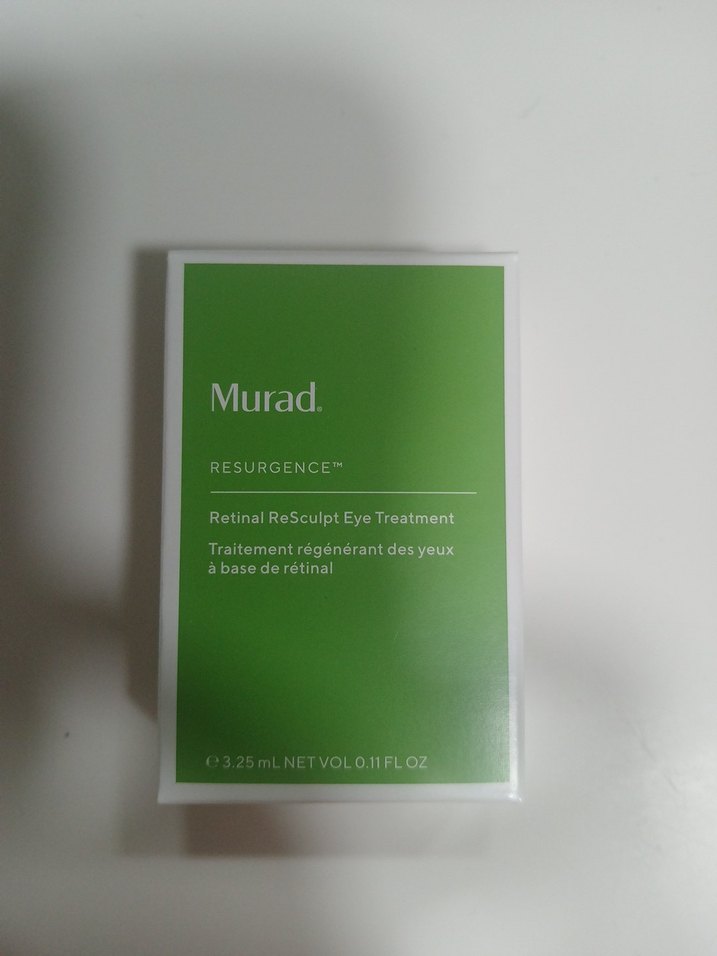 Murad®
RESURGENCE™
Retinal ReSculpt Eye Treatment
Traitement régénérant des yeux
à base de rétinal
℮ 3.25 mL NET VOL 0.11 FL OZ